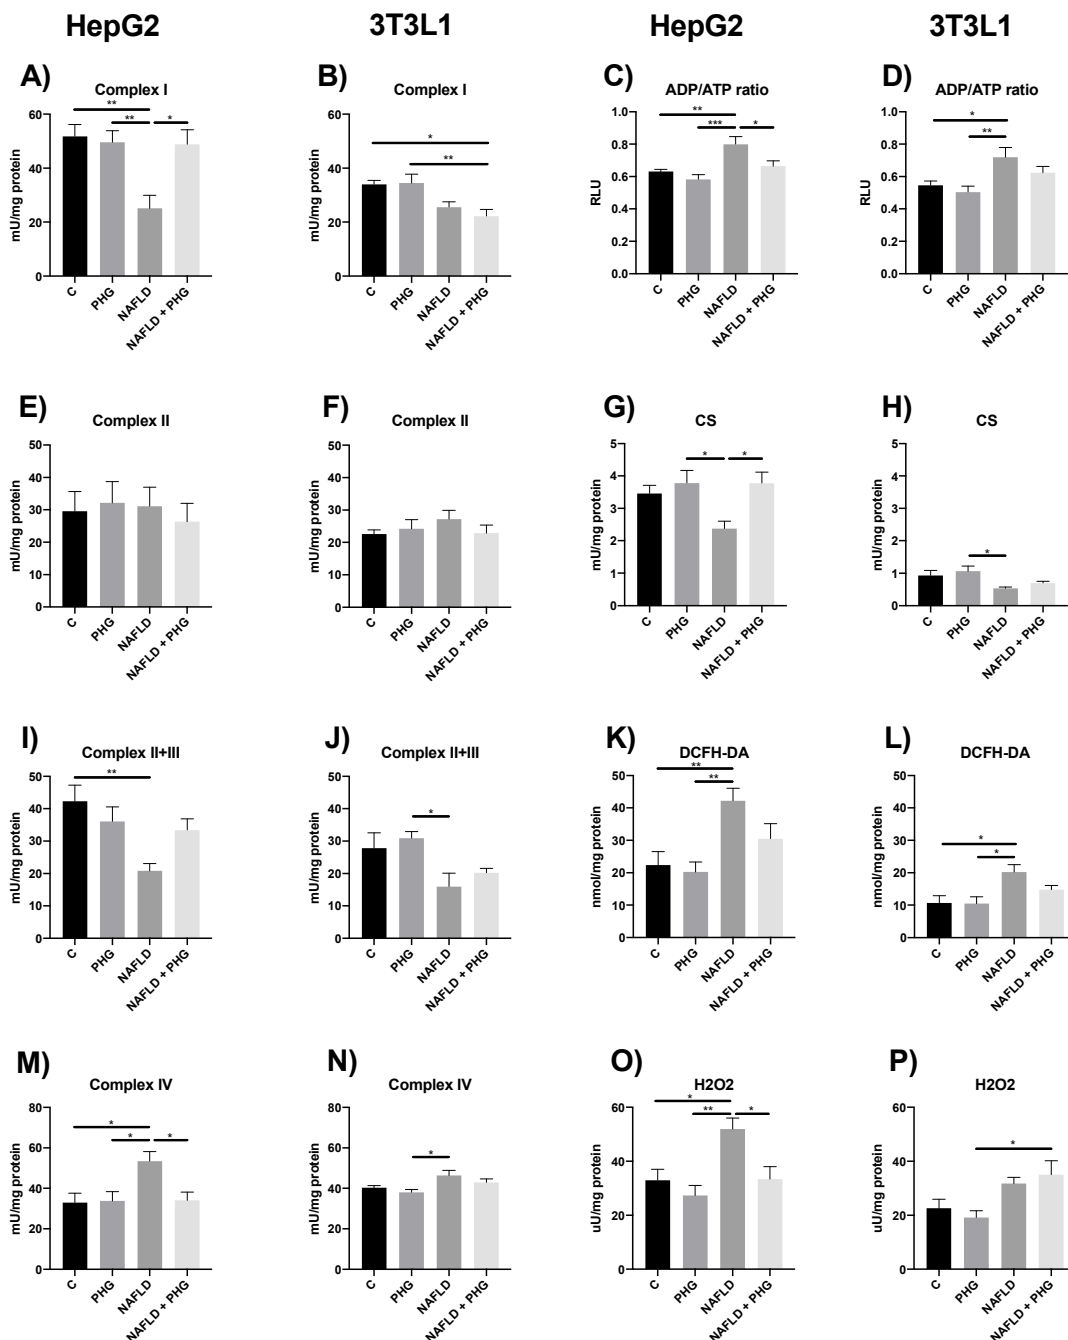 HepG2
3T3L1
HepG2
3T3L1
A)
Complex I
**
**
*
60
40
20
0
mU/mg protein
C
PHG
NAFLD
NAFLD + PHG
B)
Complex I
*
**
60
40
20
0
mU/mg protein
C
PHG
NAFLD
NAFLD + PHG
C)
ADP/ATP ratio
**
***
*
1.0
0.8
0.6
0.4
0.2
0.0
RLU
C
PHG
NAFLD
NAFLD + PHG
D)
ADP/ATP ratio
*
**
1.0
0.8
0.6
0.4
0.2
0.0
RLU
C
PHG
NAFLD
NAFLD + PHG
E)
Complex II
50
40
30
20
10
0
mU/mg protein
C
PHG
NAFLD
NAFLD + PHG
F)
Complex II
50
40
30
20
10
0
mU/mg protein
C
PHG
NAFLD
NAFLD + PHG
G)
CS
*
*
5
4
3
2
1
0
mU/mg protein
C
PHG
NAFLD
NAFLD + PHG
H)
CS
*
5
4
3
2
1
0
mU/mg protein
C
PHG
NAFLD
NAFLD + PHG
I)
Complex II+III
**
50
40
30
20
10
0
mU/mg protein
C
PHG
NAFLD
NAFLD + PHG
J)
Complex II+III
*
50
40
30
20
10
0
mU/mg protein
C
PHG
NAFLD
NAFLD + PHG
K)
DCFH-DA
**
**
50
40
30
20
10
0
nmol/mg protein
C
PHG
NAFLD
NAFLD + PHG
L)
DCFH-DA
*
*
50
40
30
20
10
0
nmol/mg protein
C
PHG
NAFLD
NAFLD + PHG
M)
Complex IV
*
*
*
80
60
40
20
0
mU/mg protein
C
PHG
NAFLD
NAFLD + PHG
N)
Complex IV
*
80
60
40
20
0
mU/mg protein
C
PHG
NAFLD
NAFLD + PHG
O)
H2O2
*
**
*
60
40
20
0
uU/mg protein
C
PHG
NAFLD
NAFLD + PHG
P)
H2O2
*
60
40
20
0
uU/mg protein
C
PHG
NAFLD
NAFLD + PHG